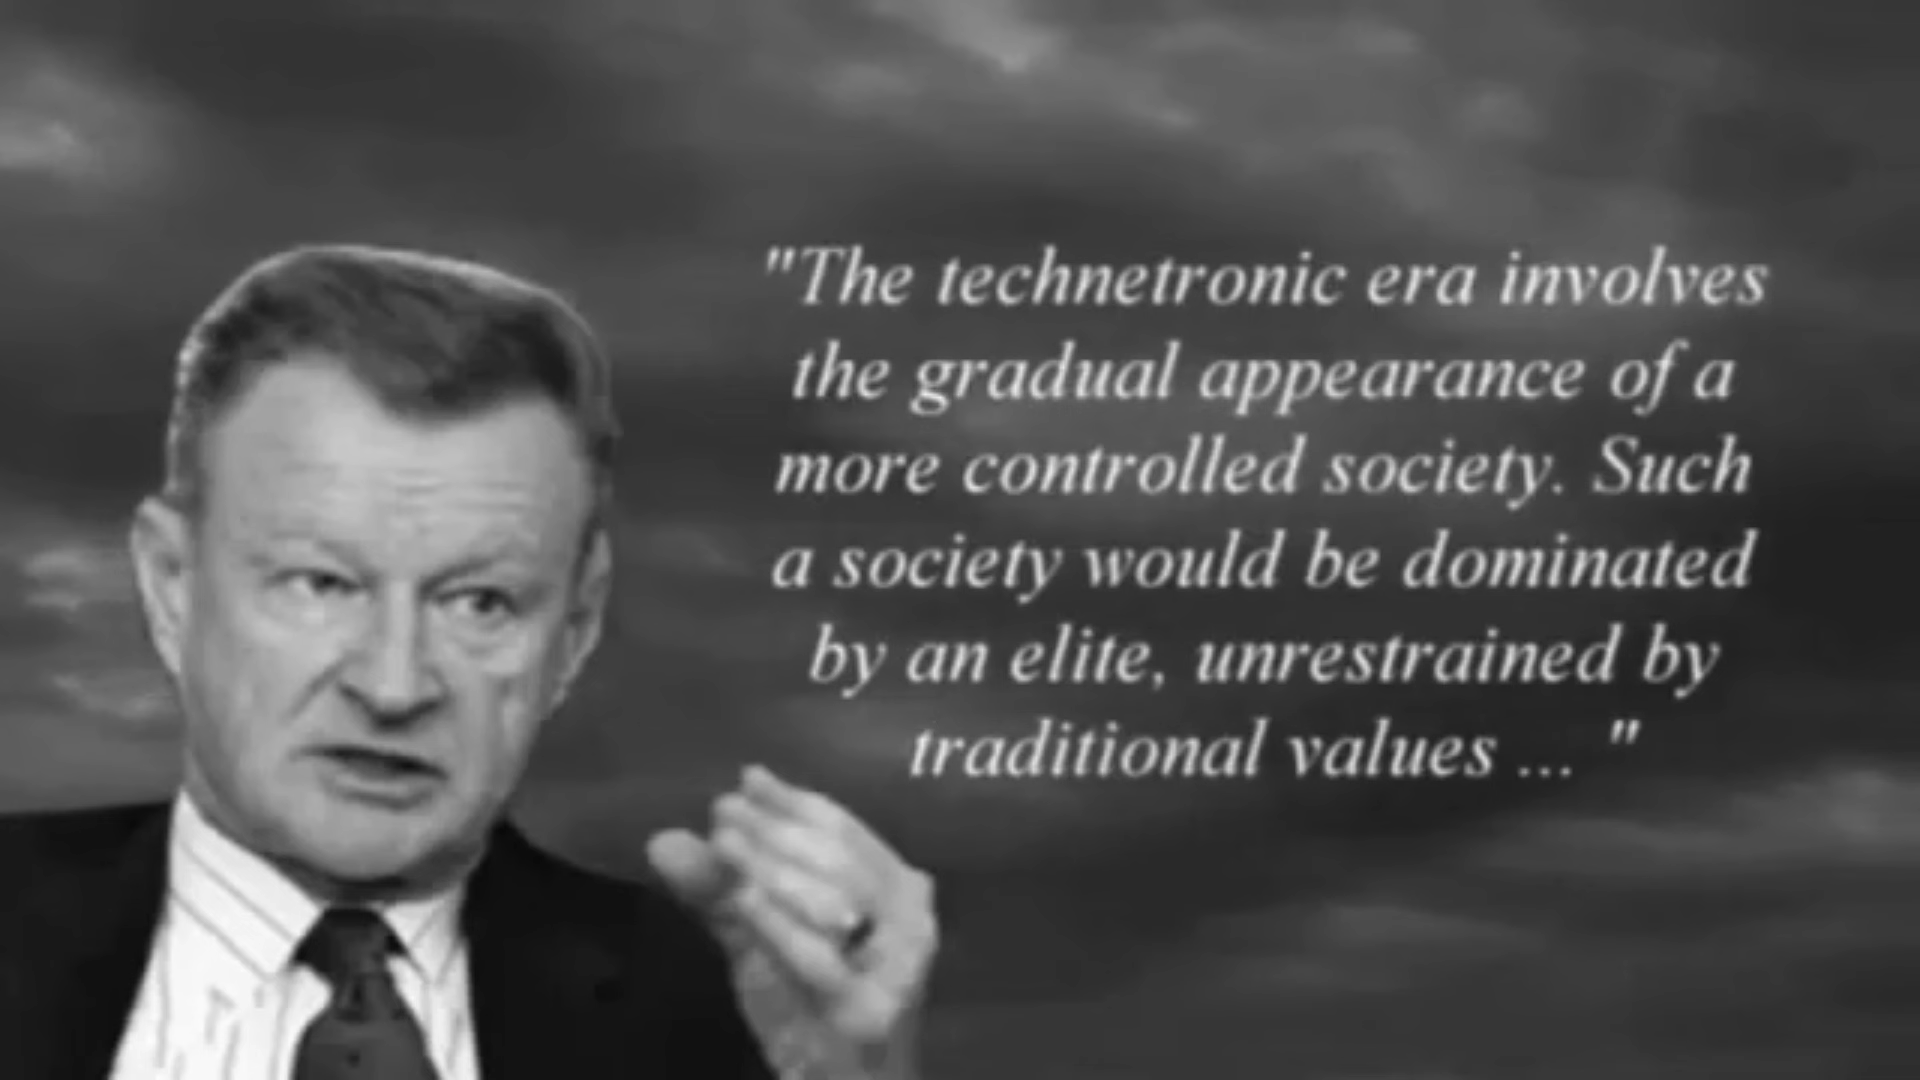 "The technetronic era involves
the gradual appearance of a
more controlled society. Such
a society would be dominated
by an elite, unrestrained by
traditional values ... "